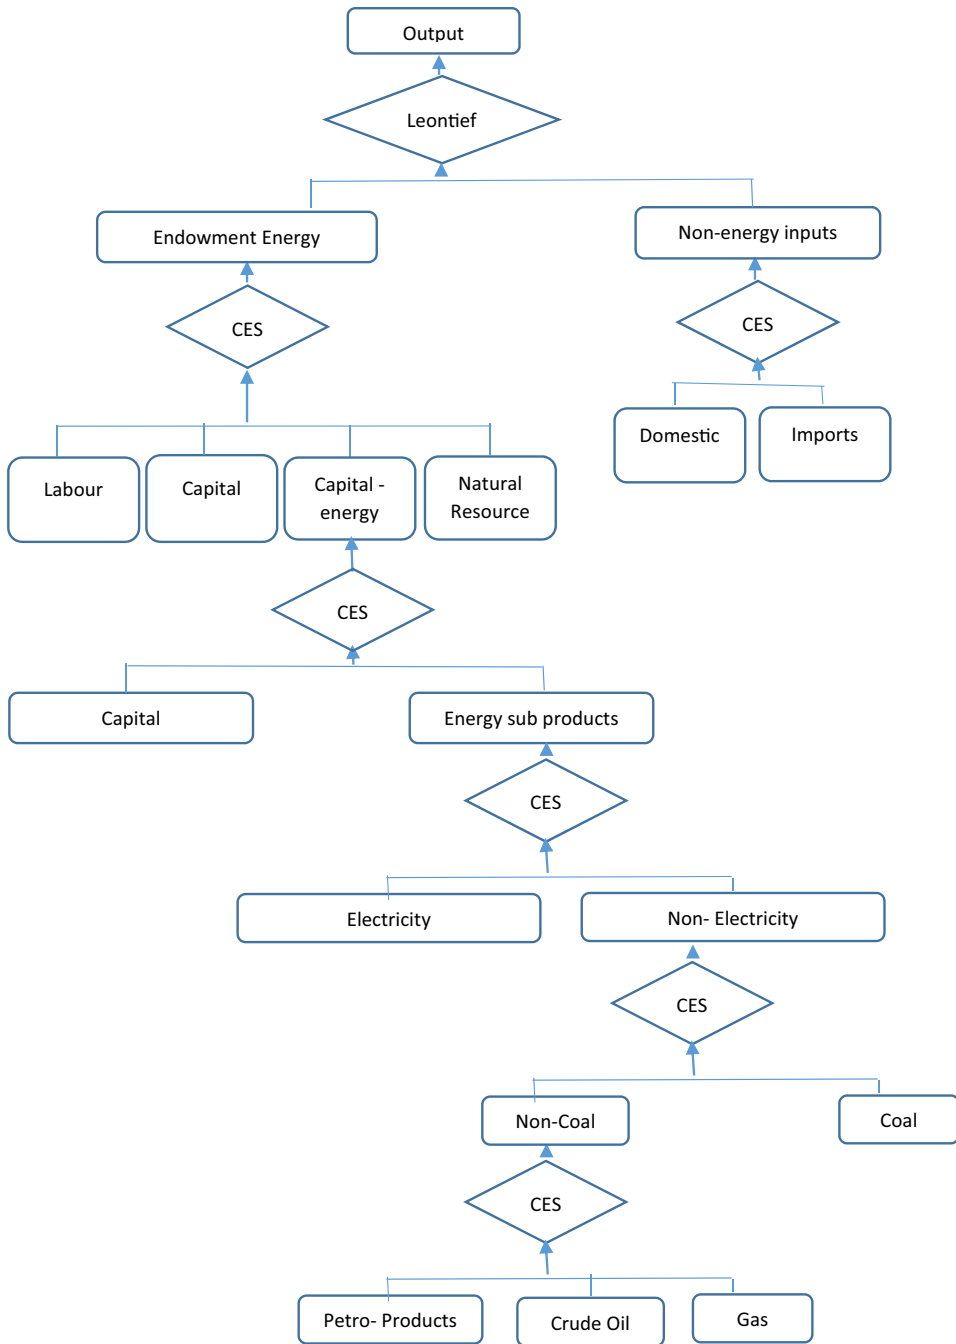 Output
Leontief
Endowment Energy
Non-energy inputs
CES
CES
Domestic
Imports
Labour
Capital
Capital -
energy
Natural
Resource
CES
Capital
Energy sub products
CES
Electricity
Non- Electricity
CES
Non-Coal
Coal
CES
Petro- Products
Crude Oil
Gas